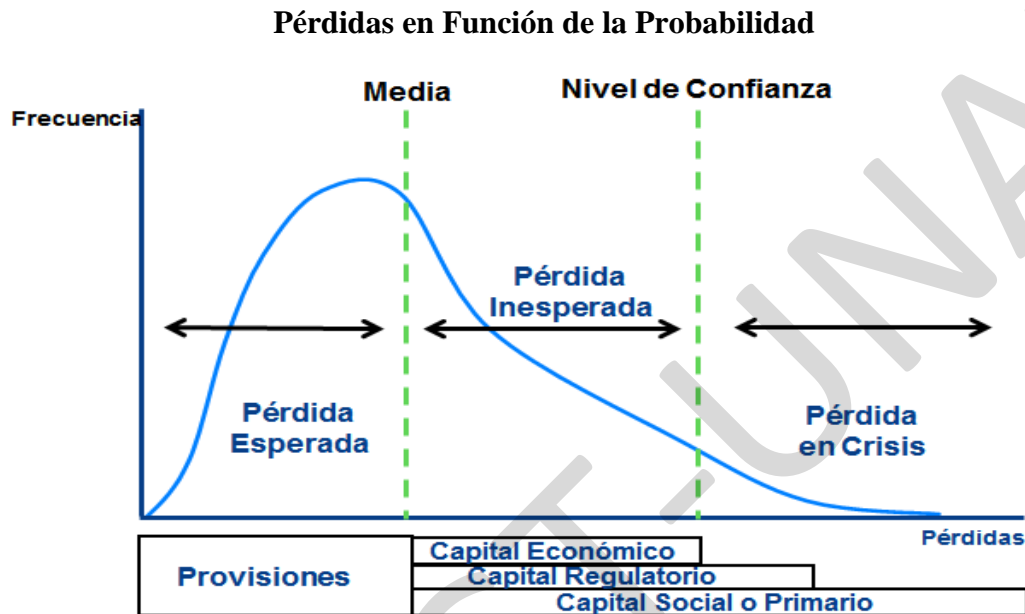 Pérdidas en Función de la Probabilidad
Media
Nivel de Confianza
Frecuencia
Pérdida
Inesperada
Pérdida
Esperada
Pérdida
en Crisis
Pérdidas
Provisiones
Capital Económico
Capital Regulatorio
Capital Social o Primario